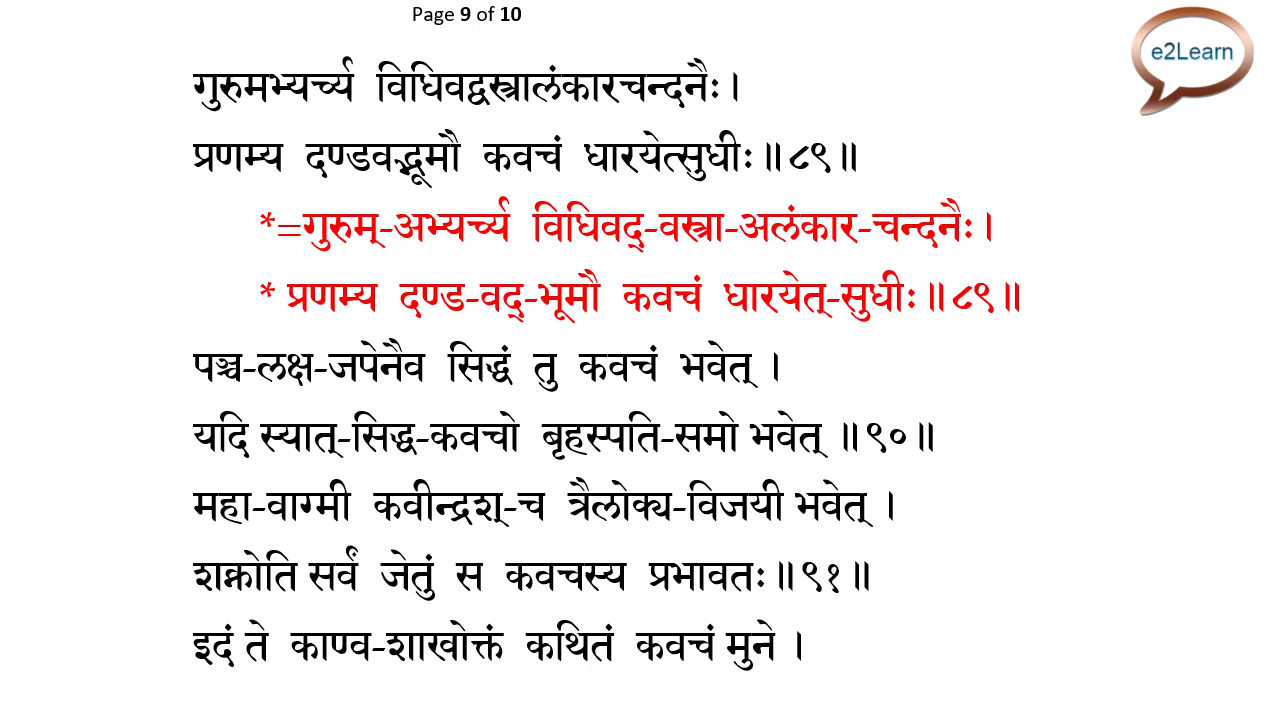 Page 9 of 10
e2Learn
गुरुमभ्यर्च्य विधिवद्वस्त्रालंकारचन्दनैः।
प्रणम्य दण्डवद्भूमौ कवचं धारयेत्सुधीः॥८९॥
*=गुरुम्-अभ्यर्च्य विधिवद्-वस्त्रा-अलंकार-चन्दनैः।
* प्रणम्य दण्ड-वद्-भूमौ कवचं धारयेत्-सुधीः॥८९॥
पञ्च-लक्ष-जपेनैव सिद्धं तु कवचं भवेत् ।
यदि स्यात्-सिद्ध-कवचो बृहस्पति-समो भवेत् ॥९०॥
महा-वाग्मी कवीन्द्रश्-च त्रैलोक्य-विजयी भवेत् ।
शक्नोति सर्वं जेतुं स कवचस्य प्रभावतः॥९१॥
इदं ते काण्व-शाखोक्तं कथितं कवचं मुने ।